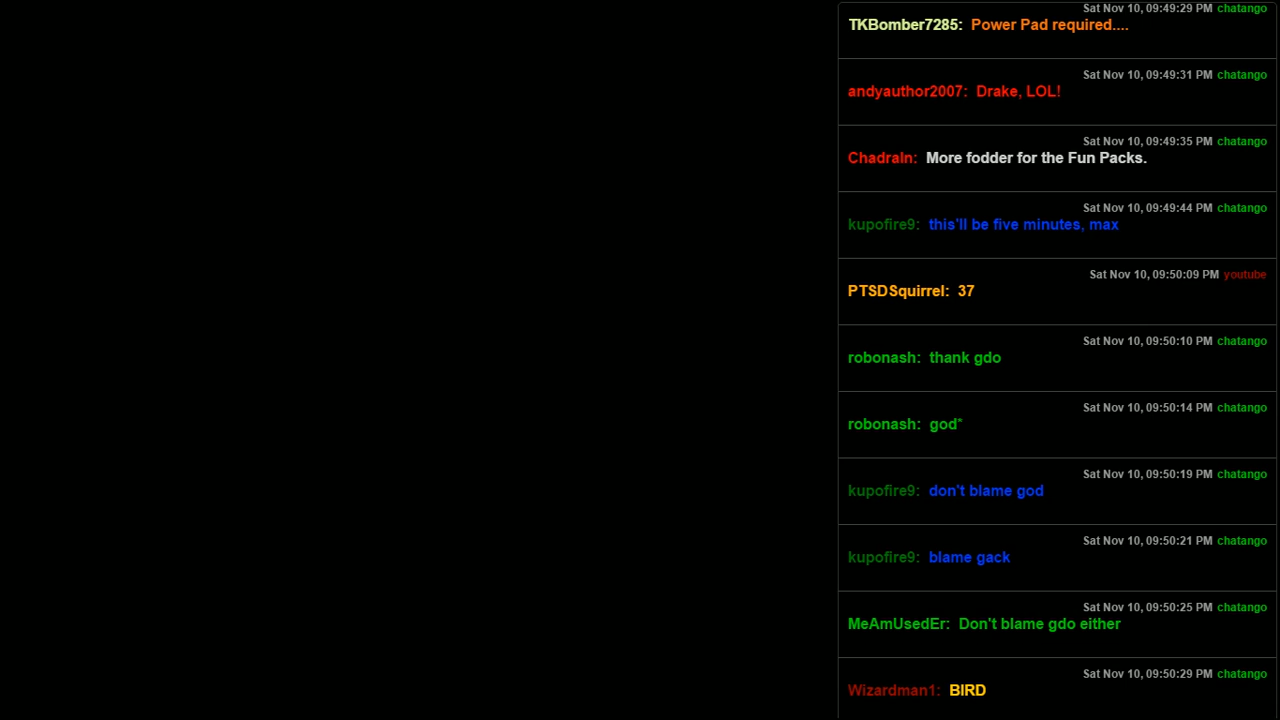 Sat Nov 10, 09:49:29 PM chatango
TKBomber7285: Power Pad required....
Sat Nov 10, 09:49:31 PM chatango
andyauthor2007: Drake, LOL!
Sat Nov 10, 09:49:35 PM chatango
Chadrain: More fodder for the Fun Packs.
Sat Nov 10, 09:49:44 PM chatango
kupofire9: this'll be five minutes, max
Sat Nov 10, 09:50:09 PM youtube
PTSDSquirrel: 37
Sat Nov 10, 09:50:10 PM chatango
robonash: thank gdo
Sat Nov 10, 09:50:14 PM chatango
robonash: god*
Sat Nov 10, 09:50:19 PM chatango
kupofire9: don't blame god
Sat Nov 10, 09:50:21 PM chatango
kupofire9: blame gack
Sat Nov 10, 09:50:25 PM chatango
MeAmUsedEr: Don't blame gdo either
Sat Nov 10, 09:50:29 PM chatango
Wizardman1: BIRD